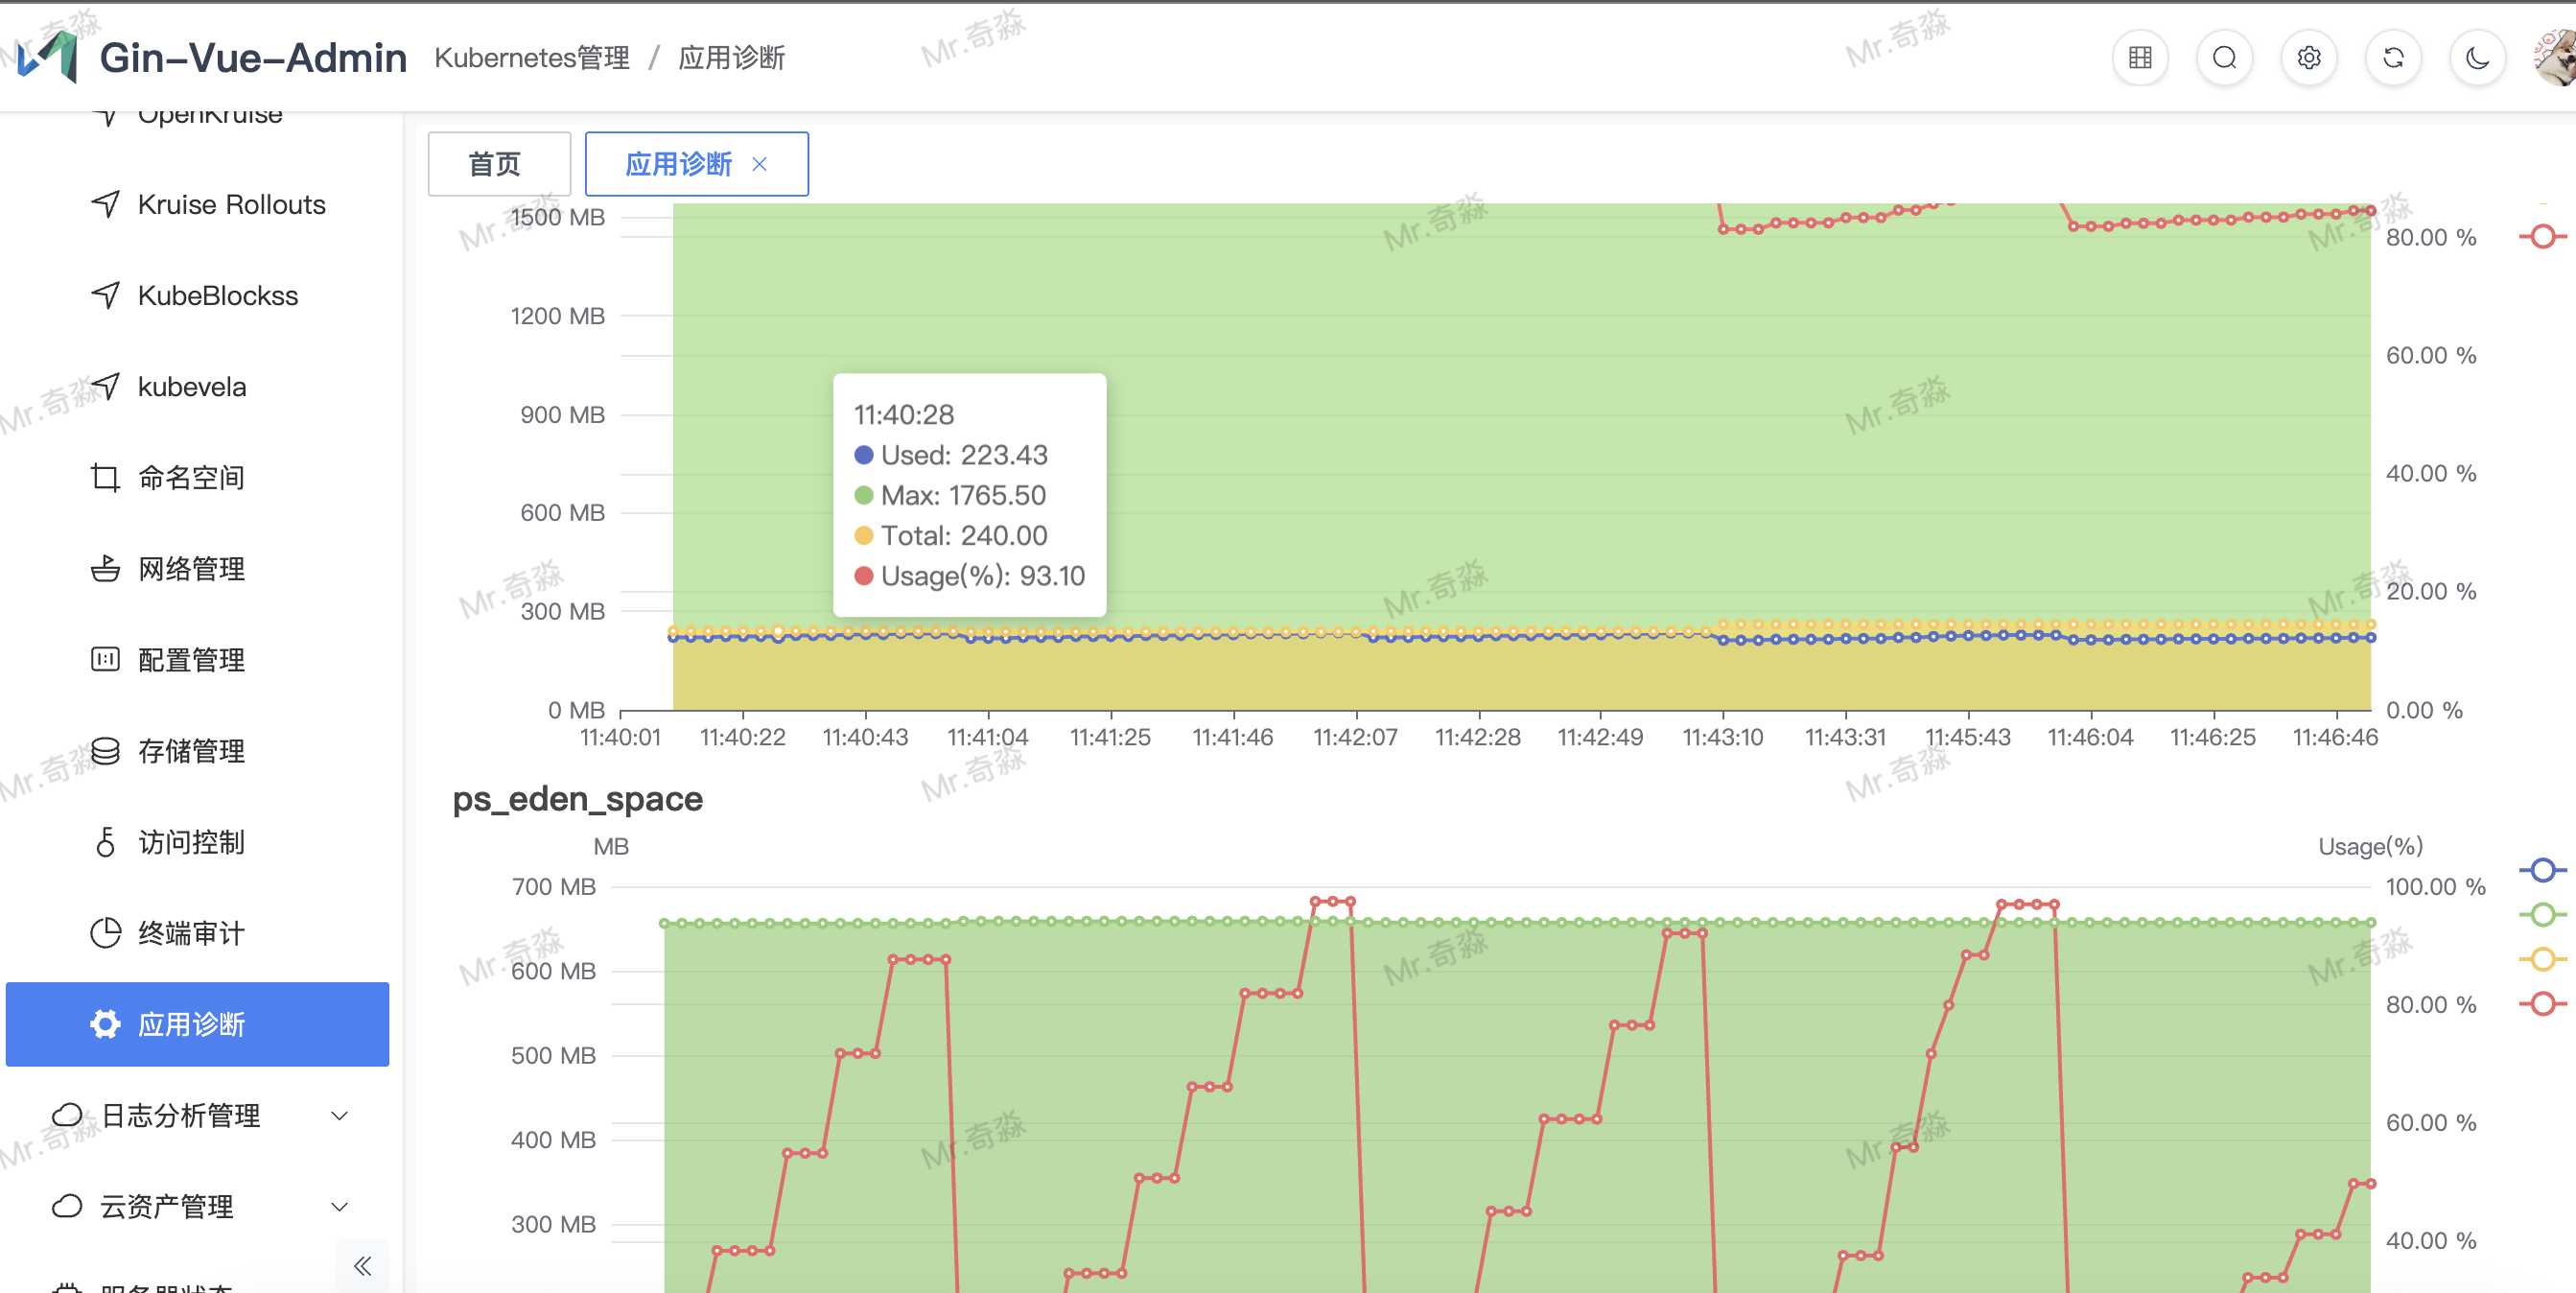 Gin-Vue-Admin
Kubernetes管理 / 应用诊断
OpenKruise
Kruise Rollouts
KubeBlockss
kubevela
命名空间
网络管理
配置管理
存储管理
访问控制
终端审计
应用诊断
日志分析管理
云资产管理
服务器状态
首页
应用诊断
1500 MB
1200 MB
900 MB
600 MB
300 MB
0 MB
80.00 %
60.00 %
40.00 %
20.00 %
0.00 %
11:40:28
Used: 223.43
Max: 1765.50
Total: 240.00
Usage(%): 93.10
11:40:01 11:40:22 11:40:43 11:41:04 11:41:25 11:41:46 11:42:07 11:42:28 11:42:49 11:43:10 11:43:31 11:45:43 11:46:04 11:46:25 11:46:46
ps_eden_space
MB
Usage(%)
700 MB
600 MB
500 MB
400 MB
300 MB
100.00 %
80.00 %
60.00 %
40.00 %
Mr.奇淼